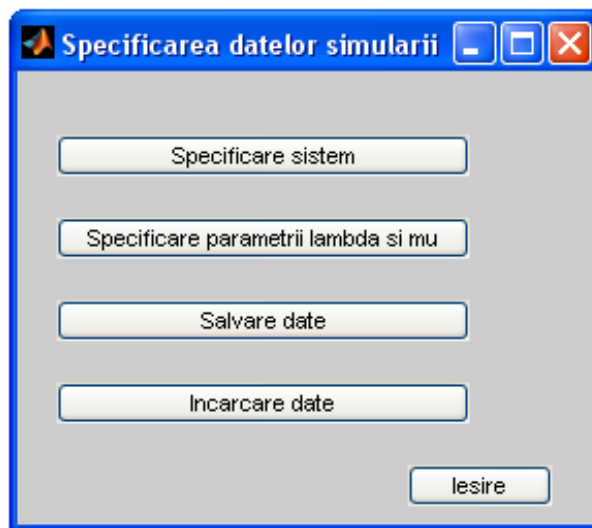 Specificarea datelor simularii
Specificare sistem
Specificare parametrii lambda si mu
Salvare date
Incarcare date
Iesire